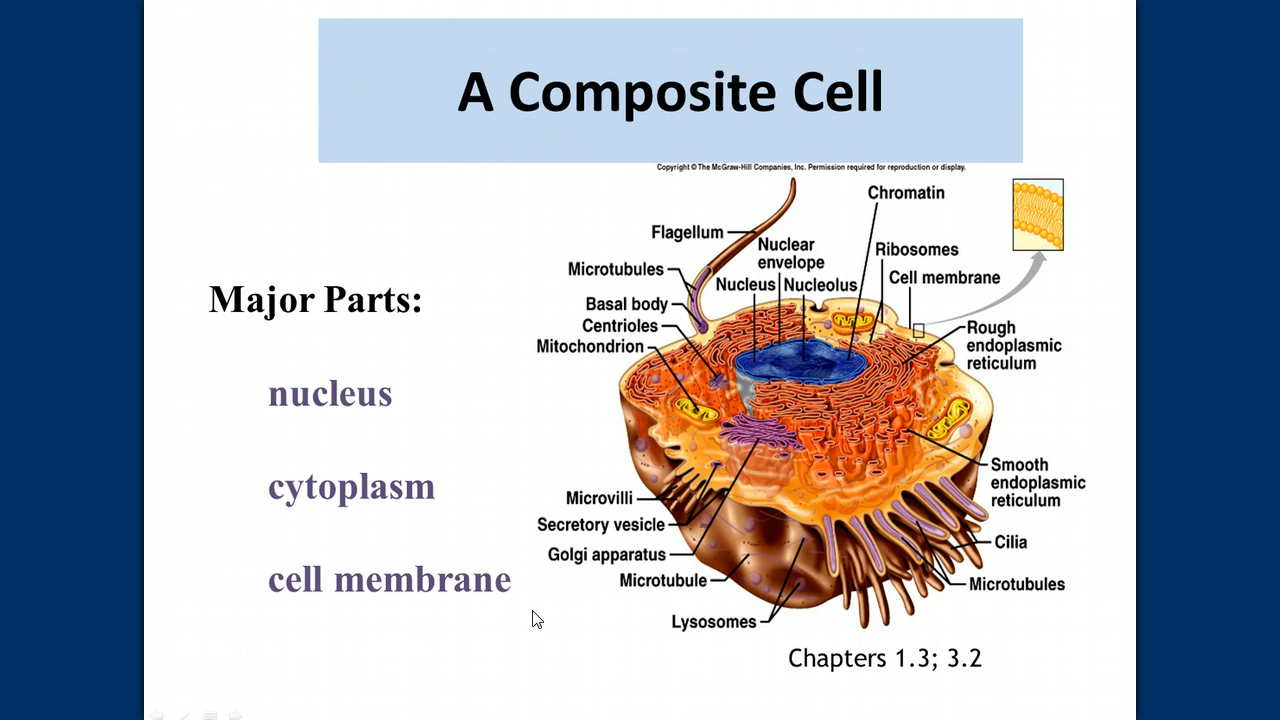 A Composite Cell
Copyright © The McGraw-Hill Companies, Inc. Permission required for reproduction or display.
Major Parts:
nucleus
cytoplasm
cell membrane
Chromatin
Flagellum
Nuclear
envelope
Ribosomes
Microtubules
Nucleus
Nucleolus
Cell membrane
Basal body
Centrioles
Mitochondrion
Rough
endoplasmic
reticulum
Smooth
endoplasmic
reticulum
Microvilli
Secretory vesicle
Golgi apparatus
Microtubule
Lysosomes
Cilia
Microtubules
Chapters 1.3; 3.2